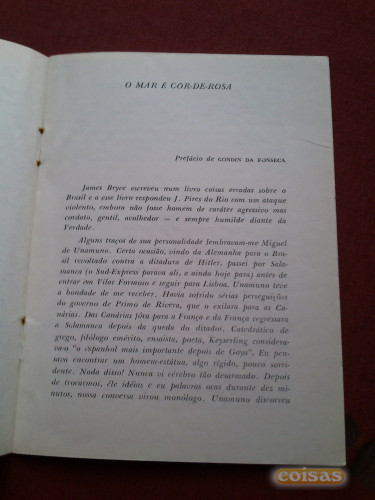 O MAR É CÔR-DE-ROSA
Prefácio de GONDIN DA FONSECA
James Bryce escreveu num livro coisas erradas sobre o
Brasil e a esse livro respondeu J. Pires do Rio com um ataque
violento, embora não fosse homem de caráter agressivo mas
cordato, gentil, acolhedor — e sempre humilde diante da
Verdade.
Alguns traços de sua personalidade lembravam-me Miguel
de Unamuno. Certa ocasião, vindo da Alemanha para o Bra-
sil revoltado contra a ditadura de Hitler, passei por Sala-
manca (o Sud-Express parava ali, e ainda hoje para) antes de
entrar em Vilar Formoso e seguir para Lisboa. Unamuno teve
a bondade de me receber. Havia sofrido sérias perseguições
do governo de Primo de Rivera, que o exilara para as Ca-
nárias. Das Canárias fôra para a França e da França regressara
a Salamanca depois da queda do ditador. Catedrático de
grego, filólogo emérito, ensaísta, poeta, Keyserling considera-
va-o "o espanhol mais importante depois de Goya". Eu pen-
sava encontrar um homem-estátua, algo rígido, pouco sorri-
dente. Nada disso! Nunca vi cérebro tão desarmado. Depois
de trocarmos, êle idéias e eu palavras ocas durante dez mi-
nutos, nossa conversa virou monólogo. Unamuno discorreu
coisas